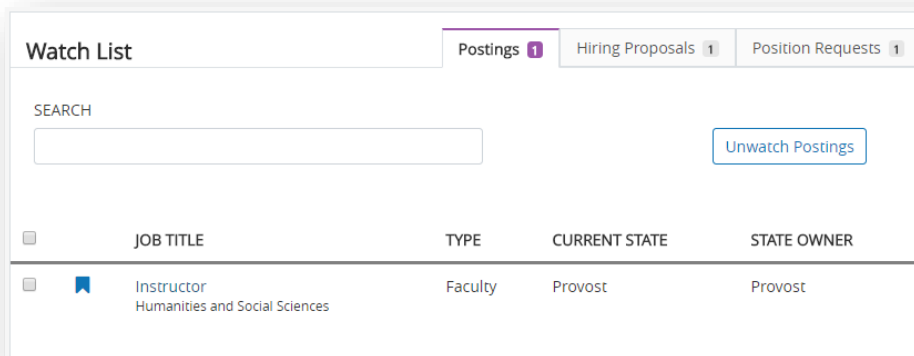 Watch List
Postings 1
Hiring Proposals 1
Position Requests 1
SEARCH
Unwatch Postings
JOB TITLE TYPE CURRENT STATE STATE OWNER
Instructor Faculty Provost Provost
Humanities and Social Sciences